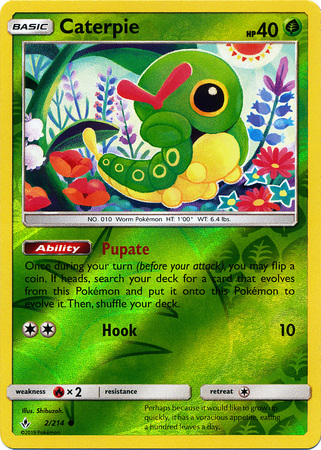 BASIC Caterpie HP40
NO. 010 Worm Pokémon HT: 1'00" WT: 6.4 lbs.
Ability Pupate
Once during your turn (before your attack), you may flip a
coin. If heads, search your deck for a card that evolves
from this Pokémon and put it onto this Pokémon to
evolve it. Then, shuffle your deck.
Hook 10
weakness ×2 resistance retreat
Illus. Shibuzoh. Perhaps because it would like to grow up
2/214 quickly, it has a voracious appetite, eating
©2019 Pokémon a hundred leaves a day.